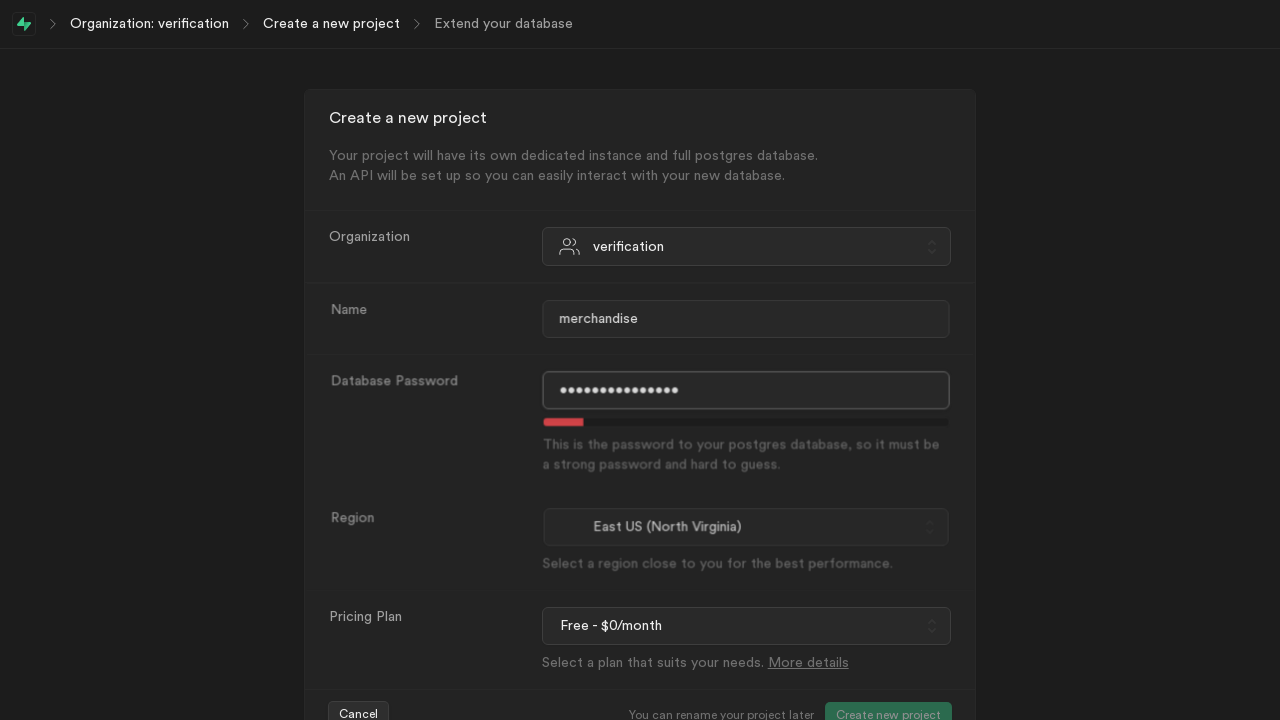 Organization: verification
Create a new project
Extend your database
Create a new project
Your project will have its own dedicated instance and full postgres database.
An API will be set up so you can easily interact with your new database.
Organization
verification
Name
merchandise
Database Password
•••••••••••••••
This is the password to your postgres database, so it must be
a strong password and hard to guess.
Region
East US (North Virginia)
Select a region close to you for the best performance.
Pricing Plan
Free - $0/month
Select a plan that suits your needs. More details
Cancel
You can rename your project later
Create new project